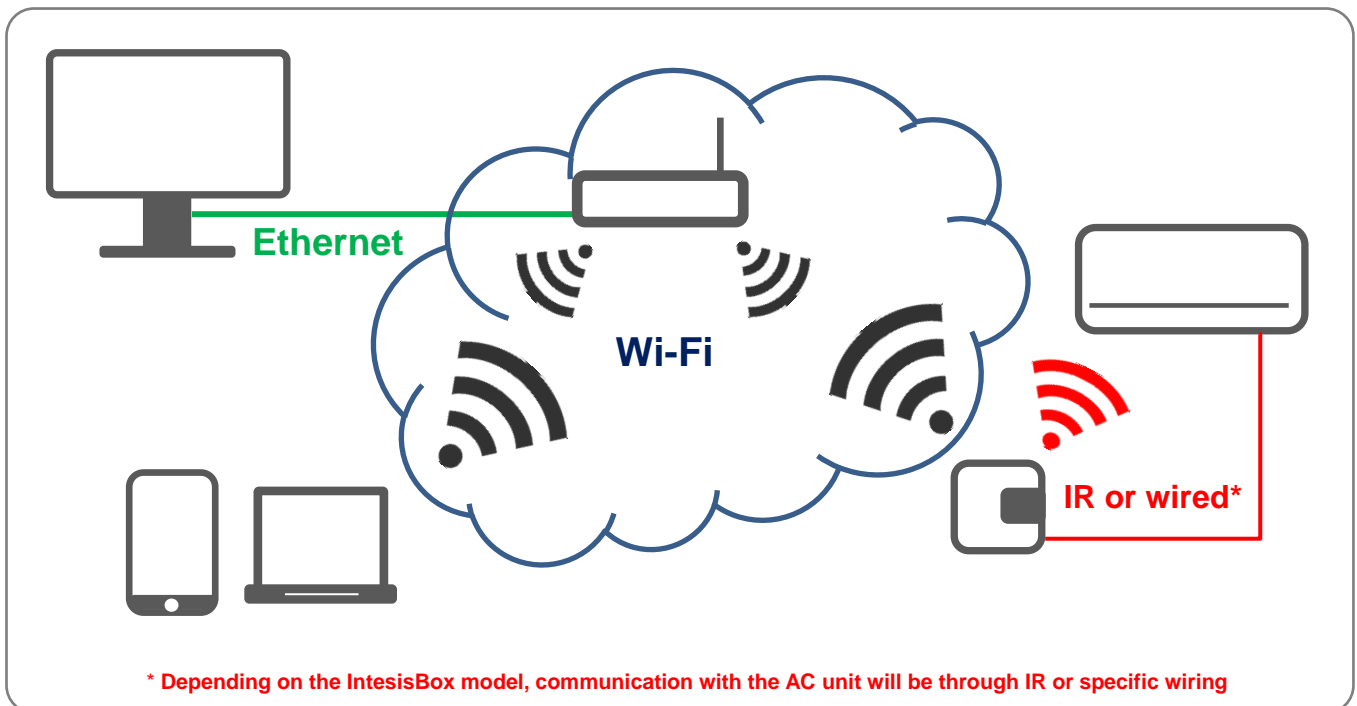 Ethernet
Wi-Fi
IR or wired*
* Depending on the IntesisBox model, communication with the AC unit will be through IR or specific wiring